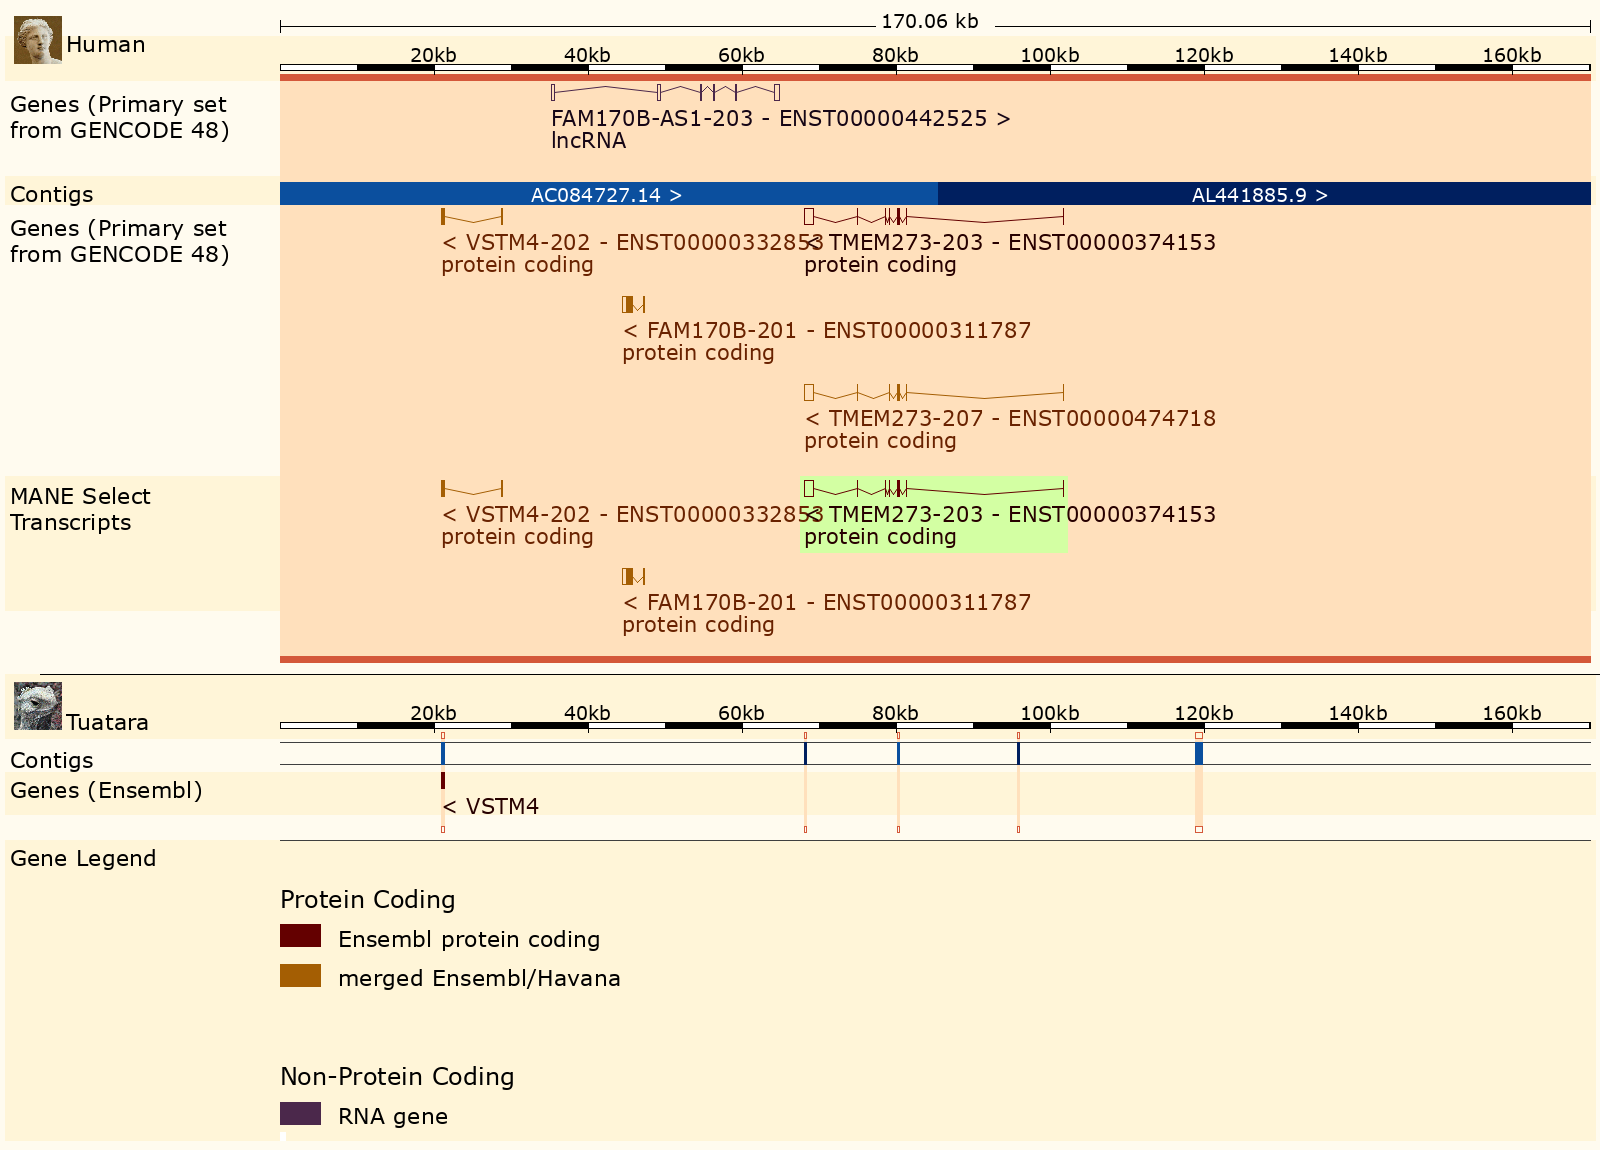 170.06 kb
Human
20kb 40kb 60kb 80kb 100kb 120kb 140kb 160kb
Genes (Primary set
from GENCODE 48)
FAM170B-AS1-203 - ENST00000442525 >
lncRNA
Contigs
AC084727.14 > AL441885.9 >
Genes (Primary set
from GENCODE 48)
< VSTM4-202 - ENST00000332853
protein coding
< TMEM273-203 - ENST00000374153
protein coding
< FAM170B-201 - ENST00000311787
protein coding
< TMEM273-207 - ENST00000474718
protein coding
MANE Select
Transcripts
< VSTM4-202 - ENST00000332853
protein coding
< TMEM273-203 - ENST00000374153
protein coding
< FAM170B-201 - ENST00000311787
protein coding
Tuatara
20kb 40kb 60kb 80kb 100kb 120kb 140kb 160kb
Contigs
Genes (Ensembl)
< VSTM4
Gene Legend
Protein Coding
Ensembl protein coding
merged Ensembl/Havana
Non-Protein Coding
RNA gene